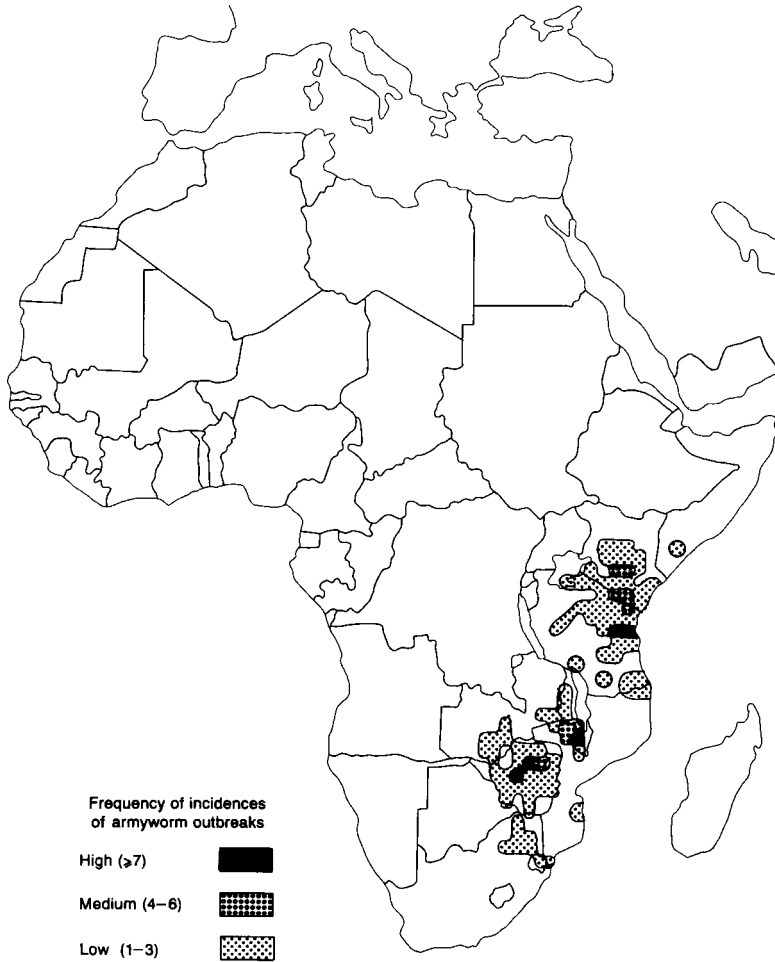 Frequency of incidences
of armyworm outbreaks
High (⩾7)
Medium (4–6)
Low (1–3)